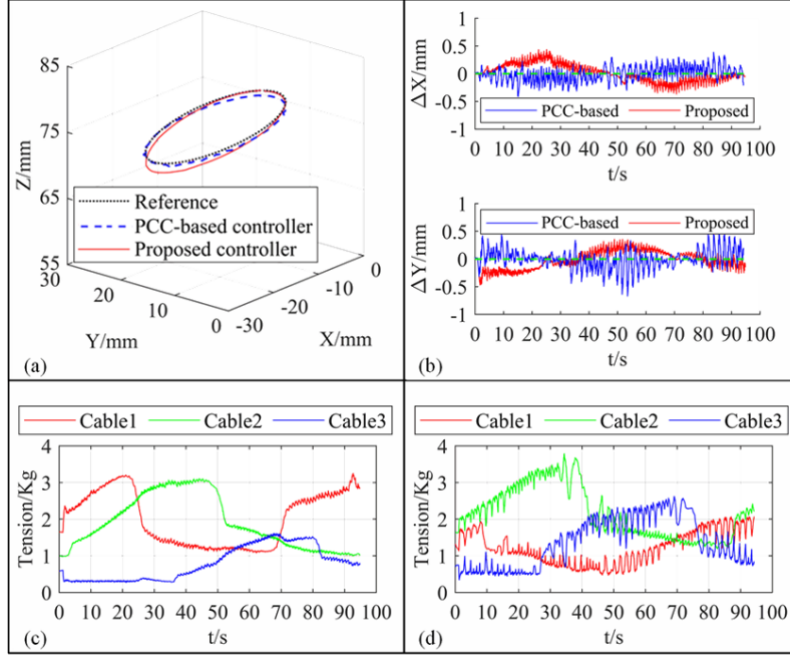 85
75
65
55
Z/mm
Reference
PCC-based controller
Proposed controller
30
20
10
0
Y/mm
-30
-20
-10
0
X/mm
(a)
1
0.5
0
-0.5
-1
ΔX/mm
PCC-based
Proposed
0 10 20 30 40 50 60 70 80 90 100
t/s
1
0.5
0
-0.5
-1
ΔY/mm
PCC-based
Proposed
0 10 20 30 40 50 60 70 80 90 100
t/s
(b)
Cable1 Cable2 Cable3
4
3
2
1
0
Tension/Kg
0 10 20 30 40 50 60 70 80 90 100
t/s
(c)
Cable1 Cable2 Cable3
4
3
2
1
0
Tension/Kg
0 10 20 30 40 50 60 70 80 90 100
t/s
(d)